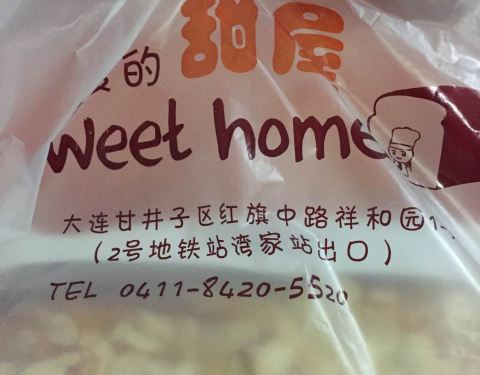 的 甜屋
weet home
大连甘井子区红旗中路祥和园1-
（2号地铁站湾家站出口）
TEL 0411-8420-5520